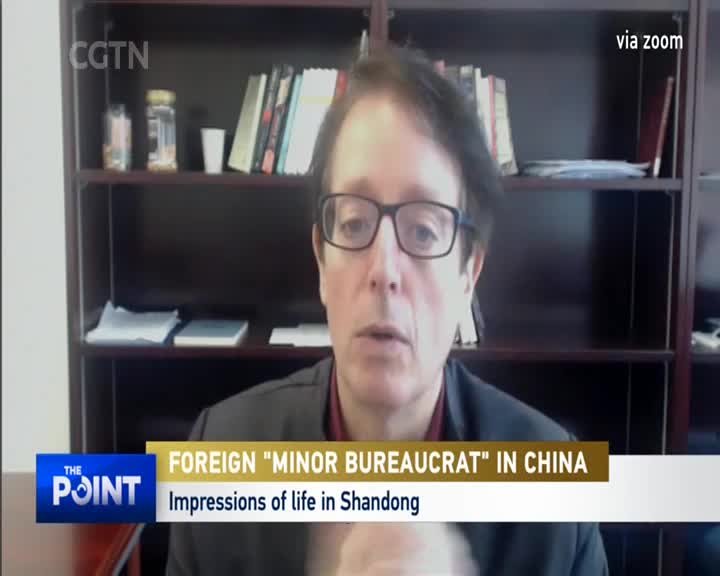 CGTN
via zoom
FOREIGN "MINOR BUREAUCRAT" IN CHINA
THE POINT
Impressions of life in Shandong